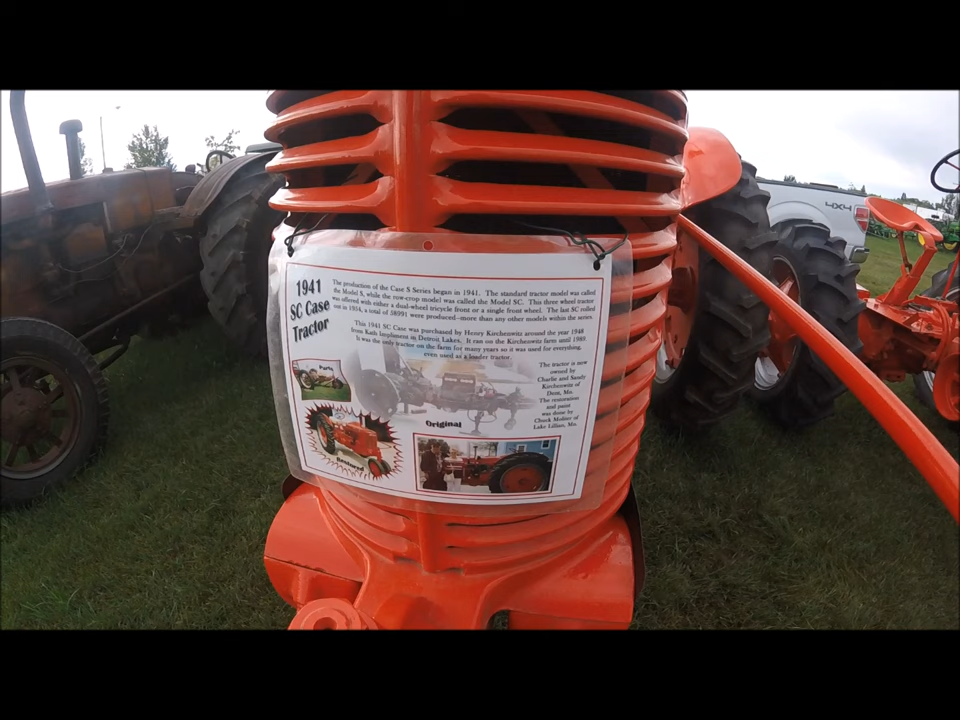 1941
SC Case
Tractor
The production of the Case S Series began in 1941. The standard tractor model was called
the Model S, while the row-crop model was called the Model SC. This three wheel tractor
was offered with either a dual-wheel tricycle front or a single front wheel. The last SC rolled
out in 1954, a total of 58091 were produced—more than any other models within the series.
This 1941 SC Case was purchased by Henry Kirchenwitz around the year 1948
from Kath Implement in Detroit Lakes. It ran on the Kirchenwitz farm until 1988
It was the only tractor on the farm for many years so it was used for everything,
even used as a loader tractor.
The tractor is now
owned by
Charlie and Sandy
Kirchenwitz of
Dent, Mn.
The restoration
and paint
was done by
Chuck Molner of
Lake Lillian, Mn.
Parts
Original
Restored
4X4